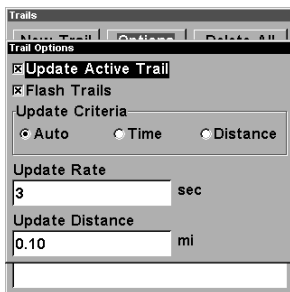 Trails
New Trail Options Delete All
Trail Options
Update Active Trail
Flash Trails
Update Criteria
Auto Time Distance
Update Rate
3 sec
Update Distance
0.10 mi